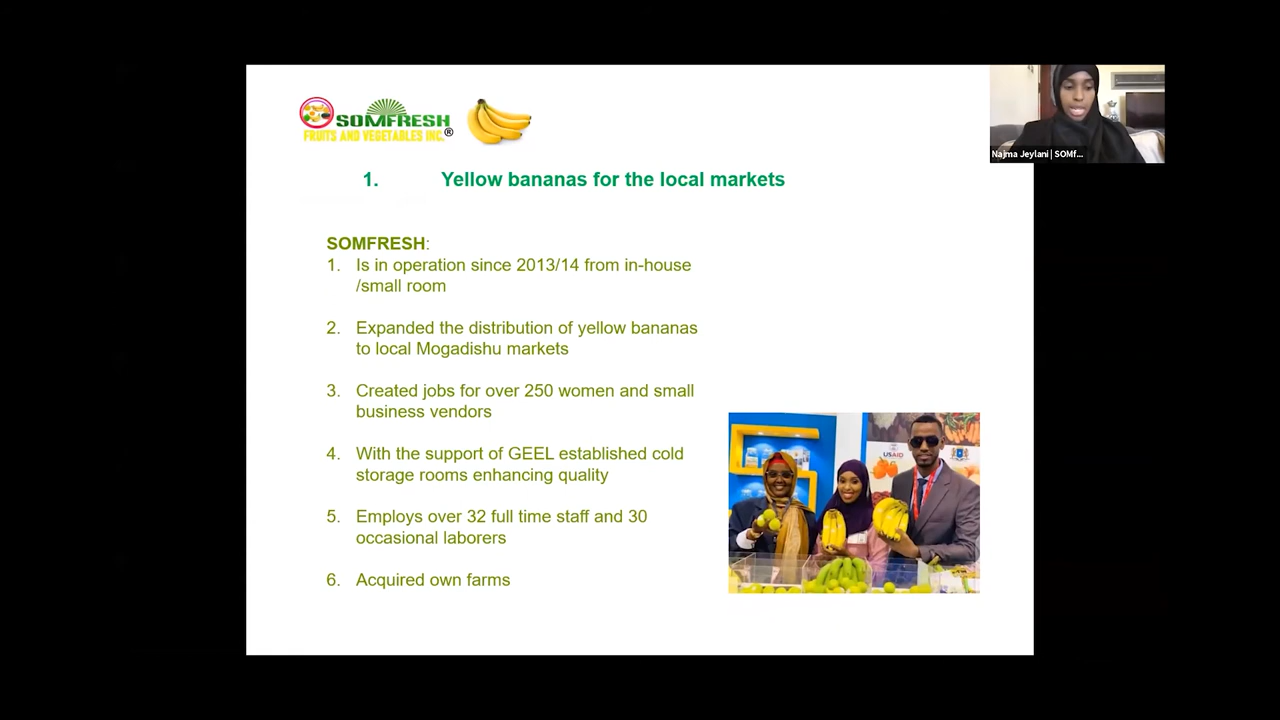 SOMFRESH
FRUITS AND VEGETABLES INC.®
Najma Jeylani | SOMf...
1. Yellow bananas for the local markets
SOMFRESH:
1. Is in operation since 2013/14 from in-house
/small room
2. Expanded the distribution of yellow bananas
to local Mogadishu markets
3. Created jobs for over 250 women and small
business vendors
4. With the support of GEEL established cold
storage rooms enhancing quality
5. Employs over 32 full time staff and 30
occasional laborers
6. Acquired own farms
USAID